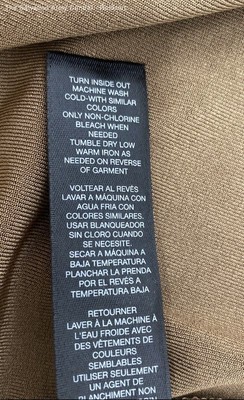 TURN INSIDE OUT
MACHINE WASH
COLD-WITH SIMILAR
COLORS
ONLY NON-CHLORINE
BLEACH WHEN
NEEDED
TUMBLE DRY LOW
WARM IRON AS
NEEDED ON REVERSE
OF GARMENT
VOLTEAR AL REVÉS
LAVAR A MÁQUINA CON
AGUA FRIA CON
COLORES SIMILARES.
USAR BLANQUEADOR
SIN CLORO CUANDO
SE NECESITE.
SECAR A MÁQUINA A
BAJA TEMPERATURA
PLANCHAR LA PRENDA
POR EL REVÉS A
TEMPERATURA BAJA
RETOURNER
LAVER À LA MACHINE À
L'EAU FROIDE AVEC
DES VÊTEMENTS DE
COULEURS
SEMBLABLES
UTILISER SEULEMENT
UN AGENT DE
BLANCHIMENT NON